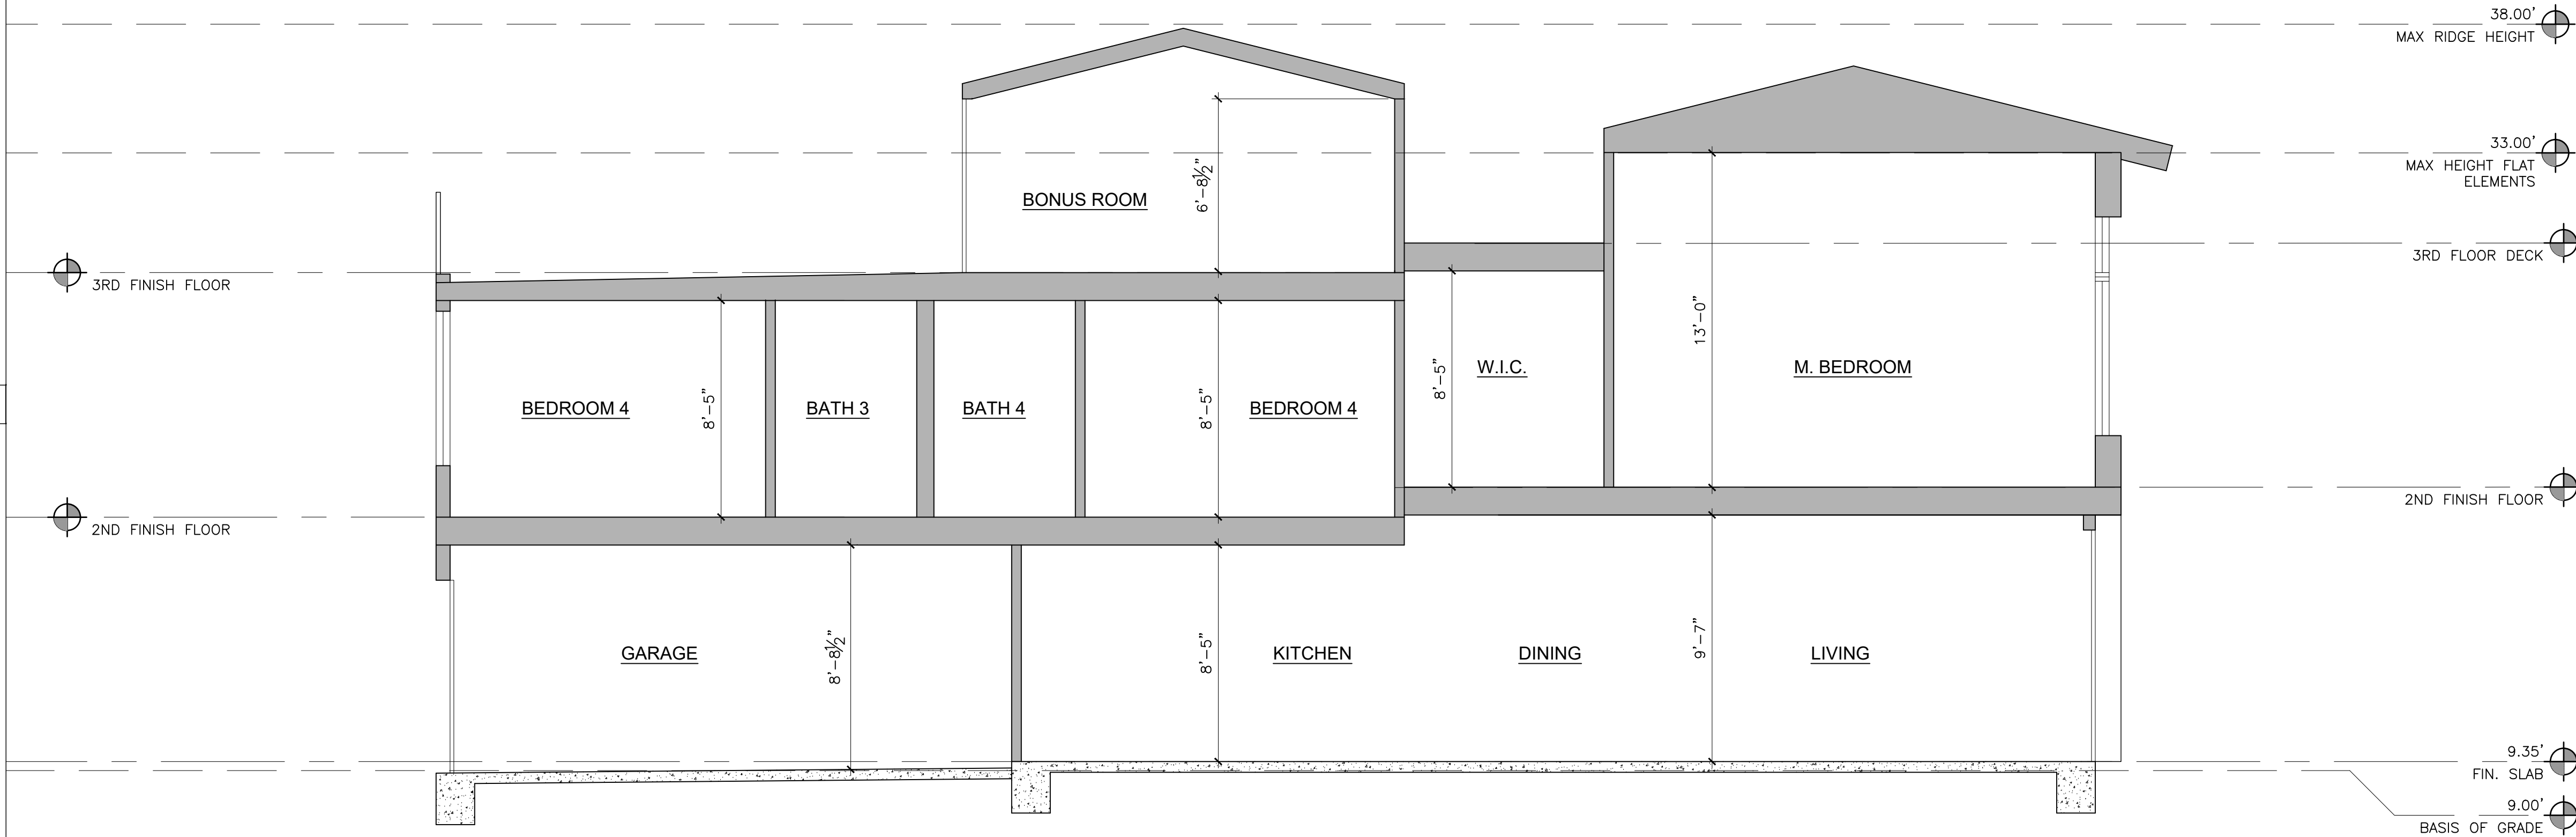 38.00'
MAX RIDGE HEIGHT
33.00'
MAX HEIGHT FLAT
ELEMENTS
6'-8½"
BONUS ROOM
3RD FLOOR DECK
3RD FINISH FLOOR
13'-0"
8'-5"
W.I.C.
M. BEDROOM
BEDROOM 4
8'-5"
BATH 3
BATH 4
8'-5"
BEDROOM 4
2ND FINISH FLOOR
2ND FINISH FLOOR
GARAGE
8'-8½"
8'-5"
KITCHEN
DINING
9'-7"
LIVING
9.35'
FIN. SLAB
9.00'
BASIS OF GRADE